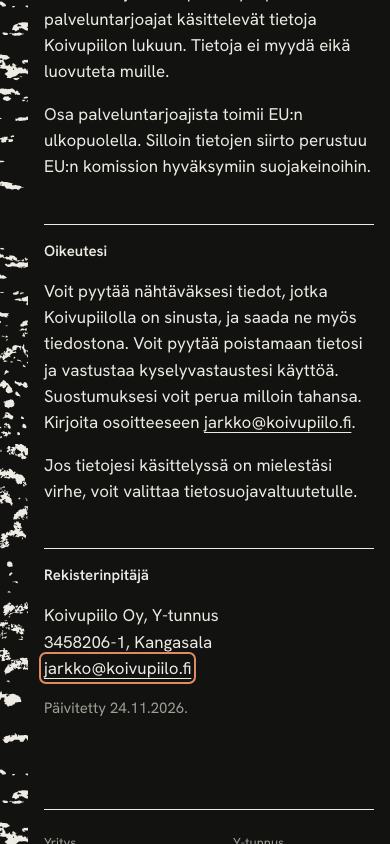 palveluntarjoajat käsittelevät tietoja
Koivupiilon lukuun. Tietoja ei myydä eikä
luovuteta muille.
Osa palveluntarjoajista toimii EU:n
ulkopuolella. Silloin tietojen siirto perustuu
EU:n komission hyväksymiin suojakeinoihin.
Oikeutesi
Voit pyytää nähtäväksesi tiedot, jotka
Koivupiilolla on sinusta, ja saada ne myös
tiedostona. Voit pyytää poistamaan tietosi
ja vastustaa kyselyvastaustesi käyttöä.
Suostumuksesi voit perua milloin tahansa.
Kirjoita osoitteeseen jarkko@koivupiilo.fi.
Jos tietojesi käsittelyssä on mielestäsi
virhe, voit valittaa tietosuojavaltuutetulle.
Rekisterinpitäjä
Koivupiilo Oy, Y-tunnus
3458206-1, Kangasala
jarkko@koivupiilo.fi
Päivitetty 24.11.2026.
Yritys Y-tunnus